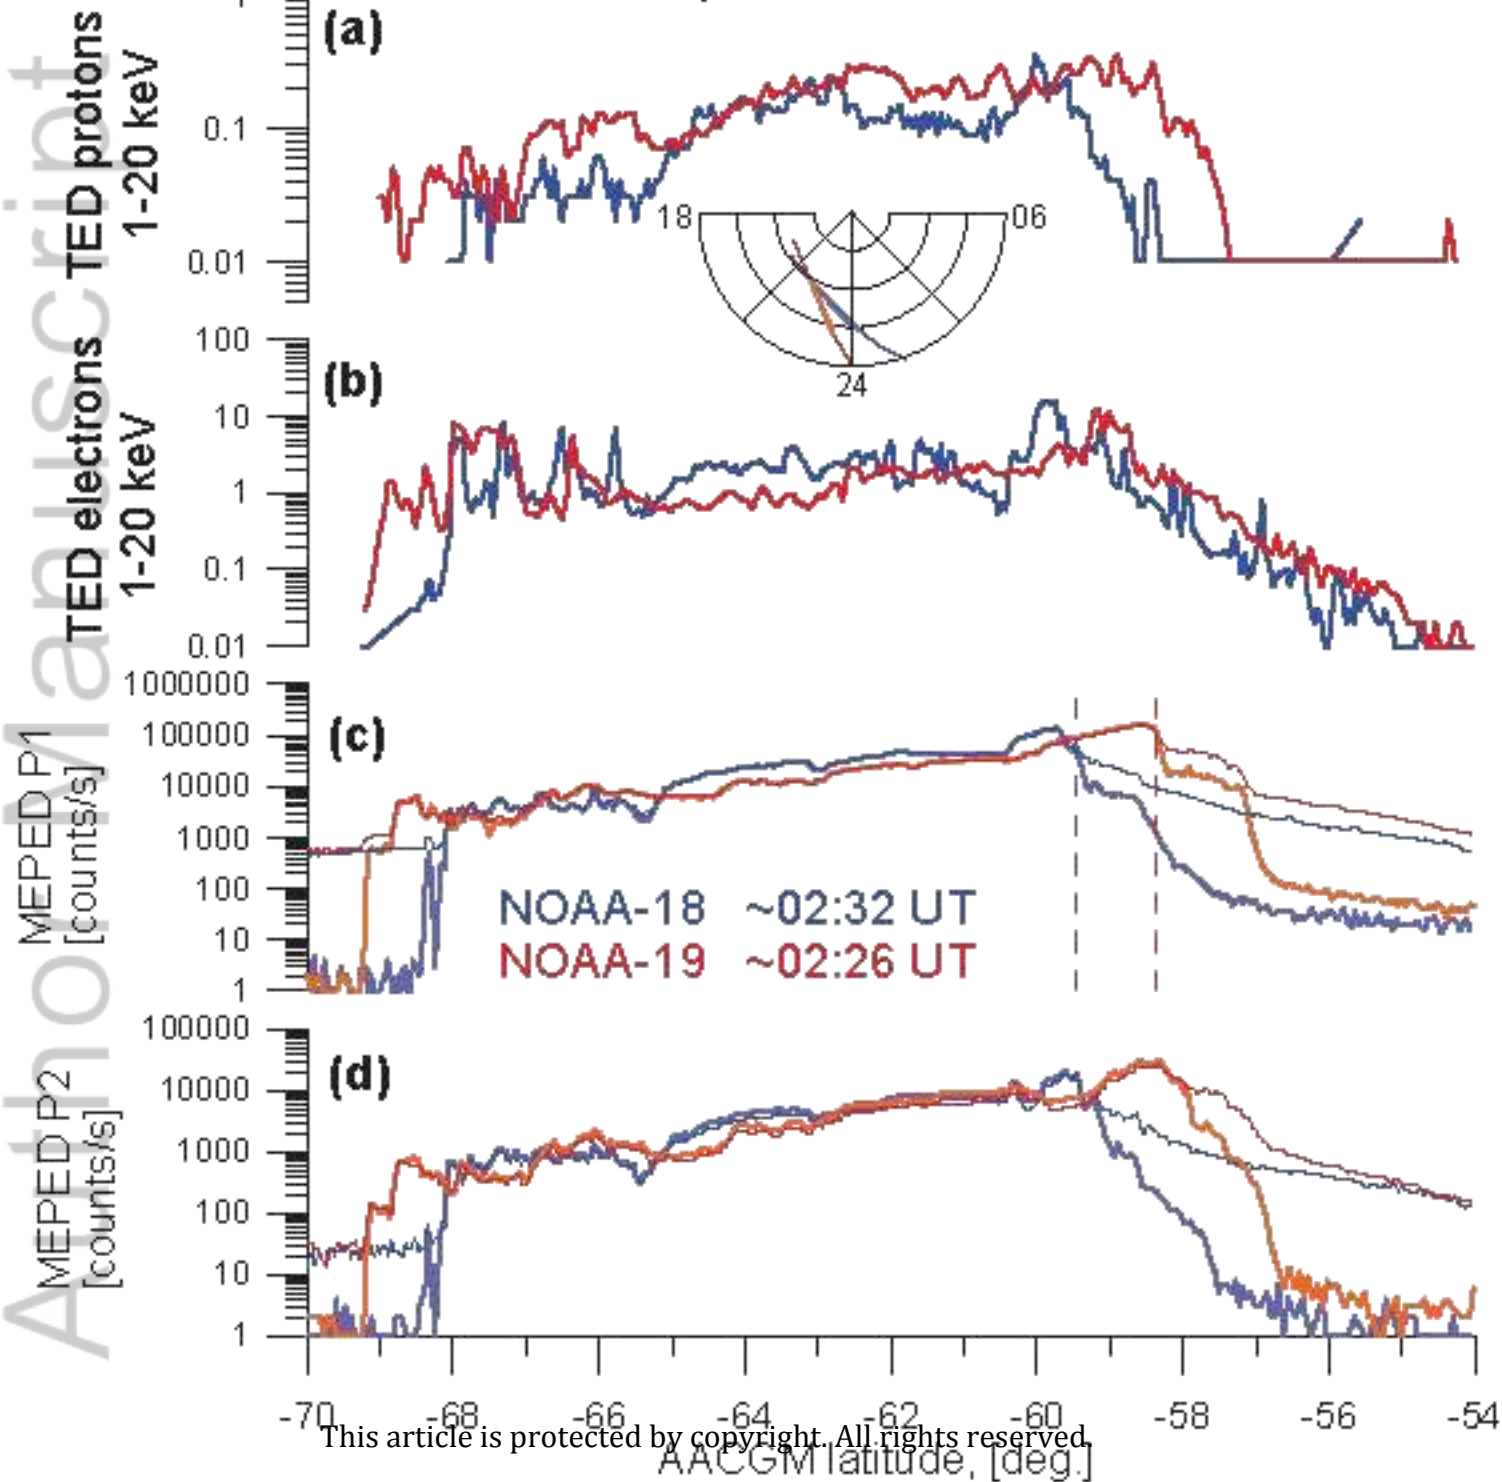 Author Manuscript
(a)
TED protons
1-20 keV
0.1
0.01
18
06
24
(b)
TED electrons
1-20 keV
100
10
1
0.1
0.01
(c)
MEPED P1
[counts/s]
1000000
100000
10000
1000
100
10
1
NOAA-18 ~02:32 UT
NOAA-19 ~02:26 UT
(d)
MEPED P2
[counts/s]
100000
10000
1000
100
10
1
-70 -68 -66 -64 -62 -60 -58 -56 -54
This article is protected by copyright. All rights reserved.
AACGM latitude, [deg.]